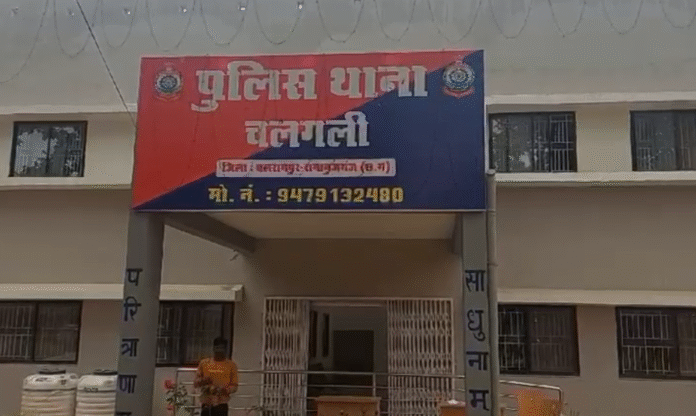 पुलिस थाना
चलगली
जिला : बलरामपुर-रामानुजगंज (छ.ग)
मो. नं. : 9479132480
परित्राणा
साधुनाम